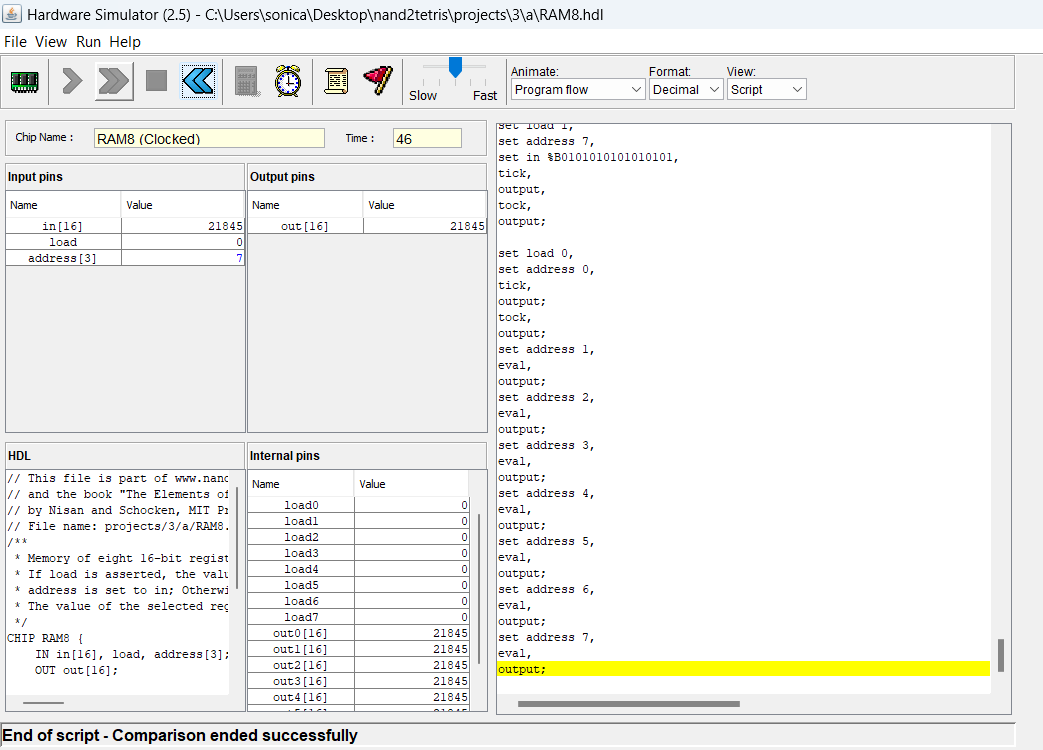 Hardware Simulator (2.5) - C:\Users\sonica\Desktop\nand2tetris\projects\3\a\RAM8.hdl
File View Run Help
Slow Fast
Animate: Format: View:
Program flow Decimal Script
Chip Name : RAM8 (Clocked) Time : 46
Input pins
Name Value
in[16] 21845
load 0
address[3] 7
Output pins
Name Value
out[16] 21845
HDL
// This file is part of www.nand
// and the book "The Elements of
// by Nisan and Schocken, MIT Pr
// File name: projects/3/a/RAM8.
/**
* Memory of eight 16-bit regist
* If load is asserted, the valu
* address is set to in; Otherwi
* The value of the selected reg
*/
CHIP RAM8 {
IN in[16], load, address[3];
OUT out[16];
Internal pins
Name Value
load0 0
load1 0
load2 0
load3 0
load4 0
load5 0
load6 0
load7 0
out0[16] 21845
out1[16] 21845
out2[16] 21845
out3[16] 21845
out4[16] 21845
set load 1,
set address 7,
set in %B0101010101010101,
tick,
output,
tock,
output;
set load 0,
set address 0,
tick,
output;
tock,
output;
set address 1,
eval,
output;
set address 2,
eval,
output;
set address 3,
eval,
output;
set address 4,
eval,
output;
set address 5,
eval,
output;
set address 6,
eval,
output;
set address 7,
eval,
output;
End of script - Comparison ended successfully